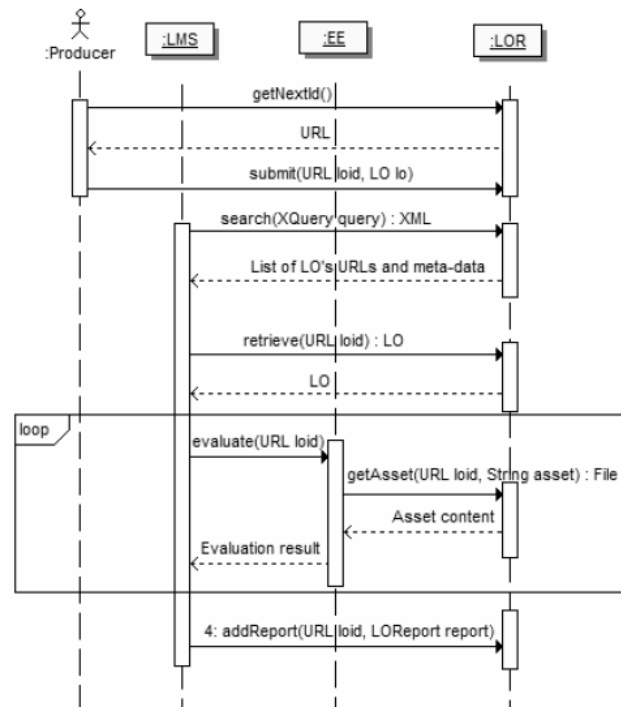 :Producer
:LMS
:EE
:LOR
getNextId()
URL
submit(URL loid, LO lo)
search(XQuery query) : XML
List of LO's URLs and meta-data
retrieve(URL loid) : LO
LO
loop
evaluate(URL loid)
getAsset(URL loid, String asset) : File
Asset content
Evaluation result
4: addReport(URL loid, LOReport report)